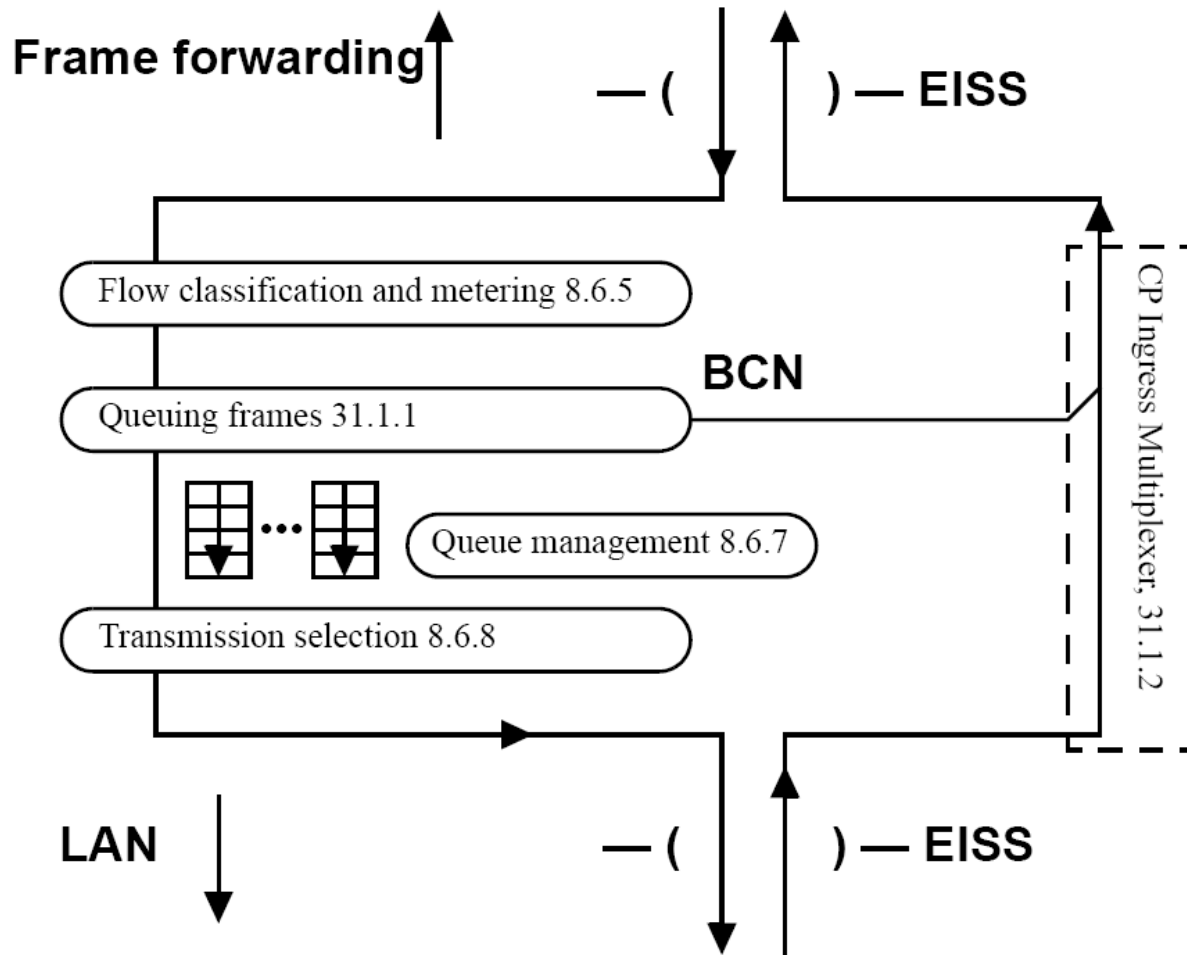 Frame forwarding
— ( ) — EISS
Flow classification and metering 8.6.5
BCN
Queuing frames 31.1.1
Queue management 8.6.7
Transmission selection 8.6.8
CP Ingress Multiplexer, 31.1.2
LAN
— ( ) — EISS